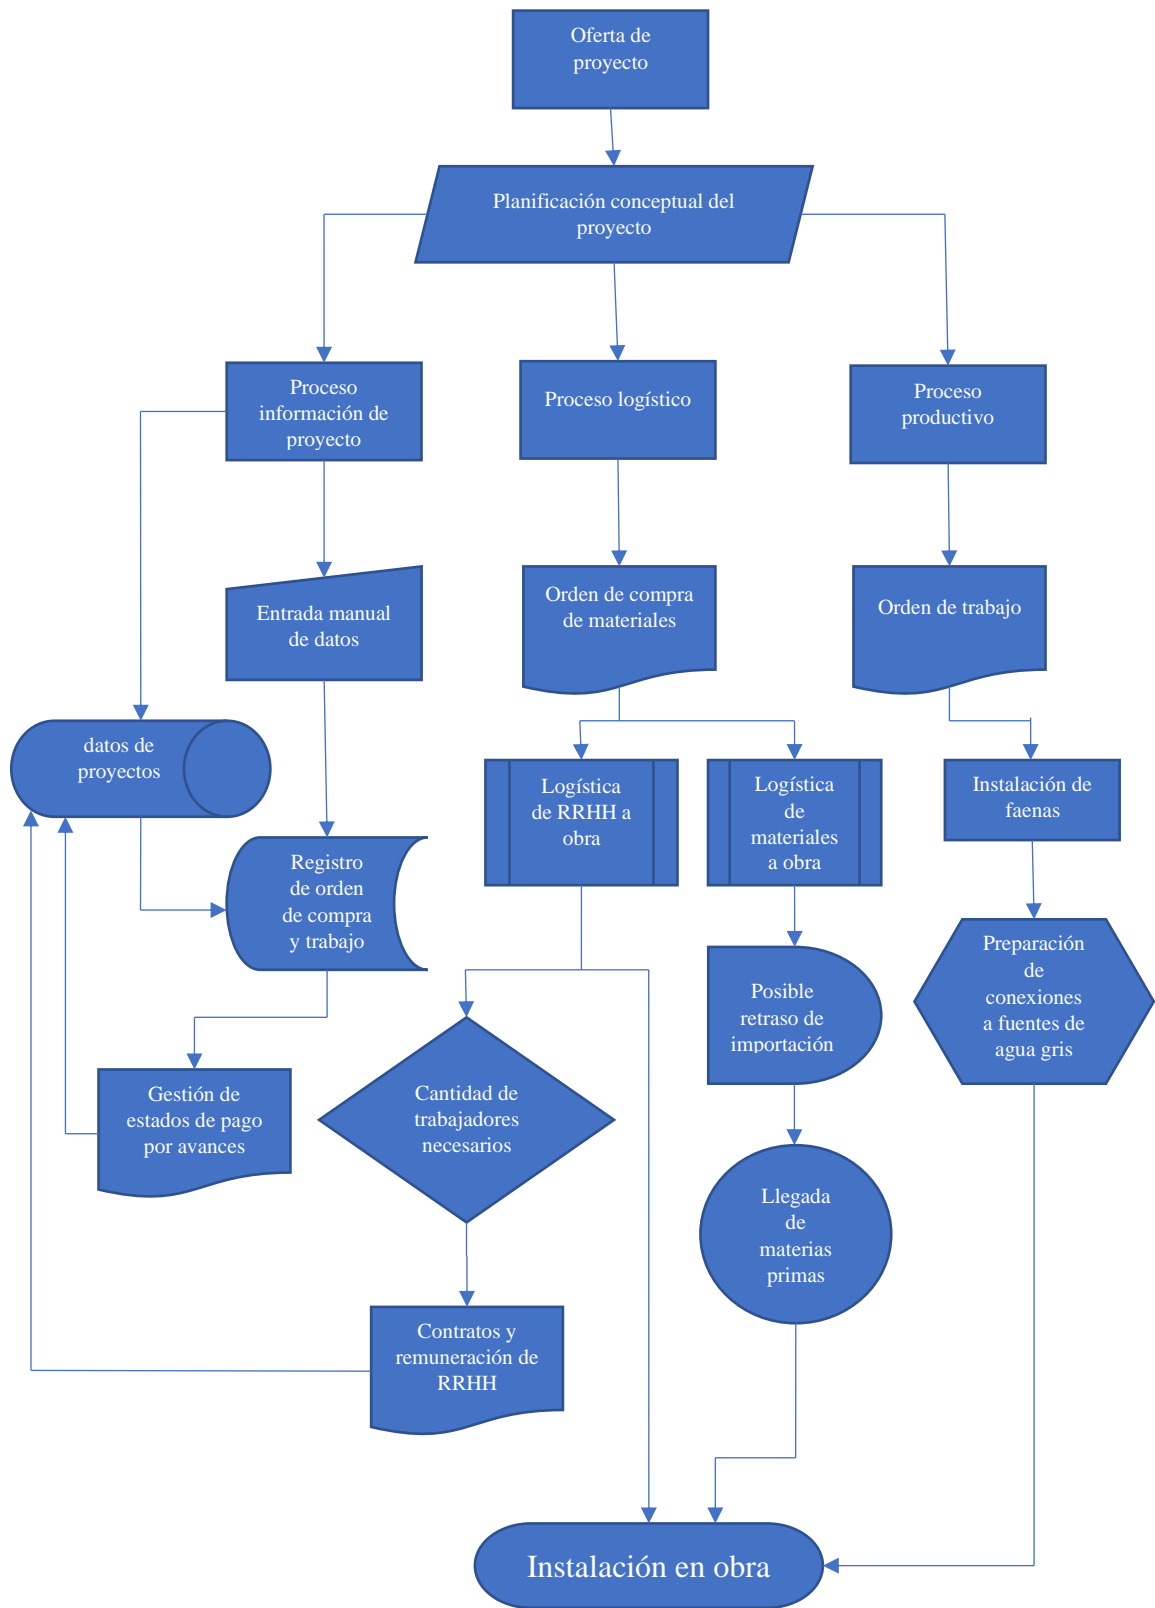 Oferta de
proyecto
Planificación conceptual del
proyecto
Proceso
información de
proyecto
Proceso logístico
Proceso
productivo
Entrada manual
de datos
Orden de compra
de materiales
Orden de trabajo
datos de
proyectos
Logística
de RRHH a
obra
Logística
de
materiales
a obra
Instalación de
faenas
Registro
de orden
de compra
y trabajo
Posible
retraso de
importación
Preparación
de
conexiones
a fuentes de
agua gris
Gestión de
estados de pago
por avances
Cantidad de
trabajadores
necesarios
Llegada
de
materias
primas
Contratos y
remuneración de
RRHH
Instalación en obra